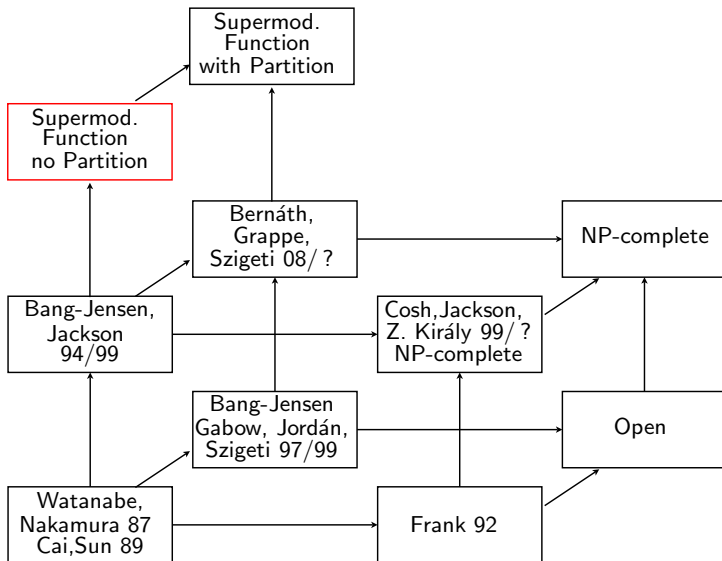 Supermod.
Function
with Partition
Supermod.
Function
no Partition
Bernáth,
Grappe,
Szigeti 08/ ?
NP-complete
Bang-Jensen,
Jackson
94/99
Cosh,Jackson,
Z. Király 99/ ?
NP-complete
Bang-Jensen
Gabow, Jordán,
Szigeti 97/99
Open
Watanabe,
Nakamura 87
Cai,Sun 89
Frank 92